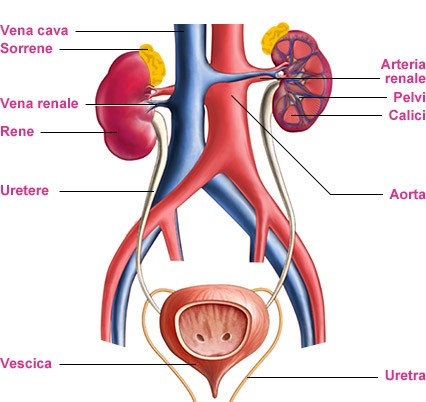 Vena cava
Sorrene
Vena renale
Rene
Uretere
Vescica
Arteria
renale
Pelvi
Calici
Aorta
Uretra